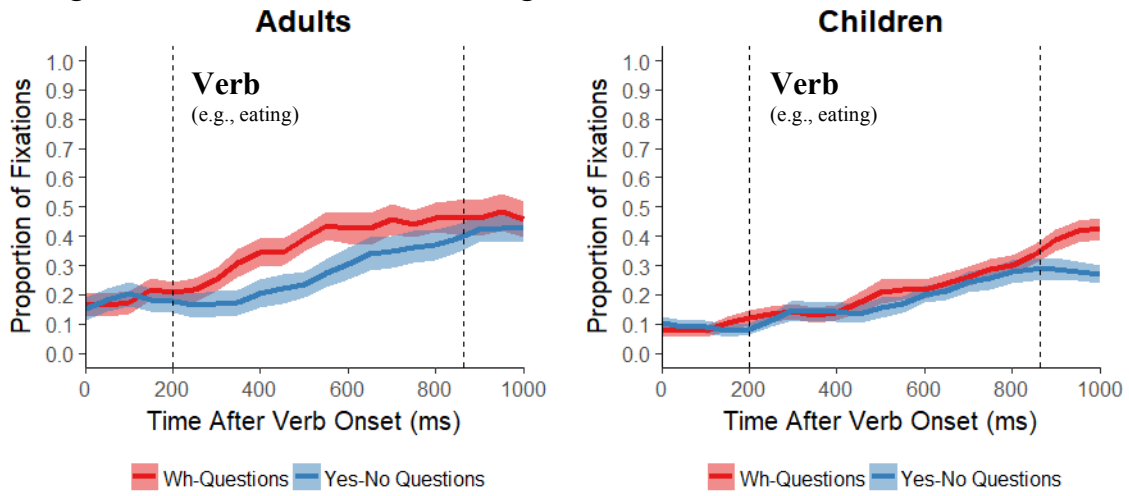 Adults
Verb
(e.g., eating)
Proportion of Fixations
1.0
0.9
0.8
0.7
0.6
0.5
0.4
0.3
0.2
0.1
0.0
0 200 400 600 800 1000
Time After Verb Onset (ms)
Wh-Questions Yes-No Questions
Children
Verb
(e.g., eating)
Proportion of Fixations
1.0
0.9
0.8
0.7
0.6
0.5
0.4
0.3
0.2
0.1
0.0
0 200 400 600 800 1000
Time After Verb Onset (ms)
Wh-Questions Yes-No Questions